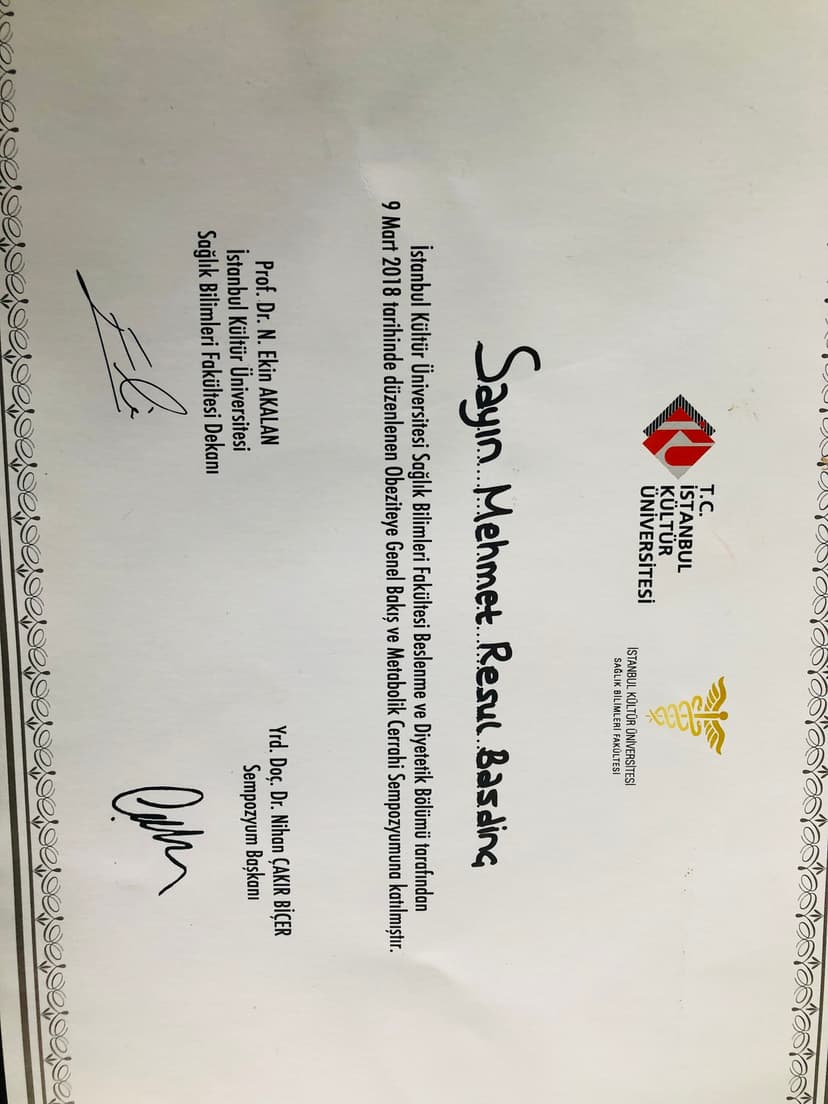 T.C.
İSTANBUL
KÜLTÜR
ÜNİVERSİTESİ
İSTANBUL KÜLTÜR ÜNİVERSİTESİ
SAĞLIK BİLİMLERİ FAKÜLTESİ
Sayın Mehmet Resul Basdinç
İstanbul Kültür Üniversitesi Sağlık Bilimleri Fakültesi Beslenme ve Diyetetik Bölümü tarafından
9 Mart 2018 tarihinde düzenlenen Obeziteye Genel Bakış ve Metabolik Cerrahi Sempozyumuna katılmıştır.
Prof. Dr. N. Ekin AKALAN
İstanbul Kültür Üniversitesi
Sağlık Bilimleri Fakültesi Dekanı
Yrd. Doç. Dr. Nihan ÇAKIR BİÇER
Sempozyum Başkanı